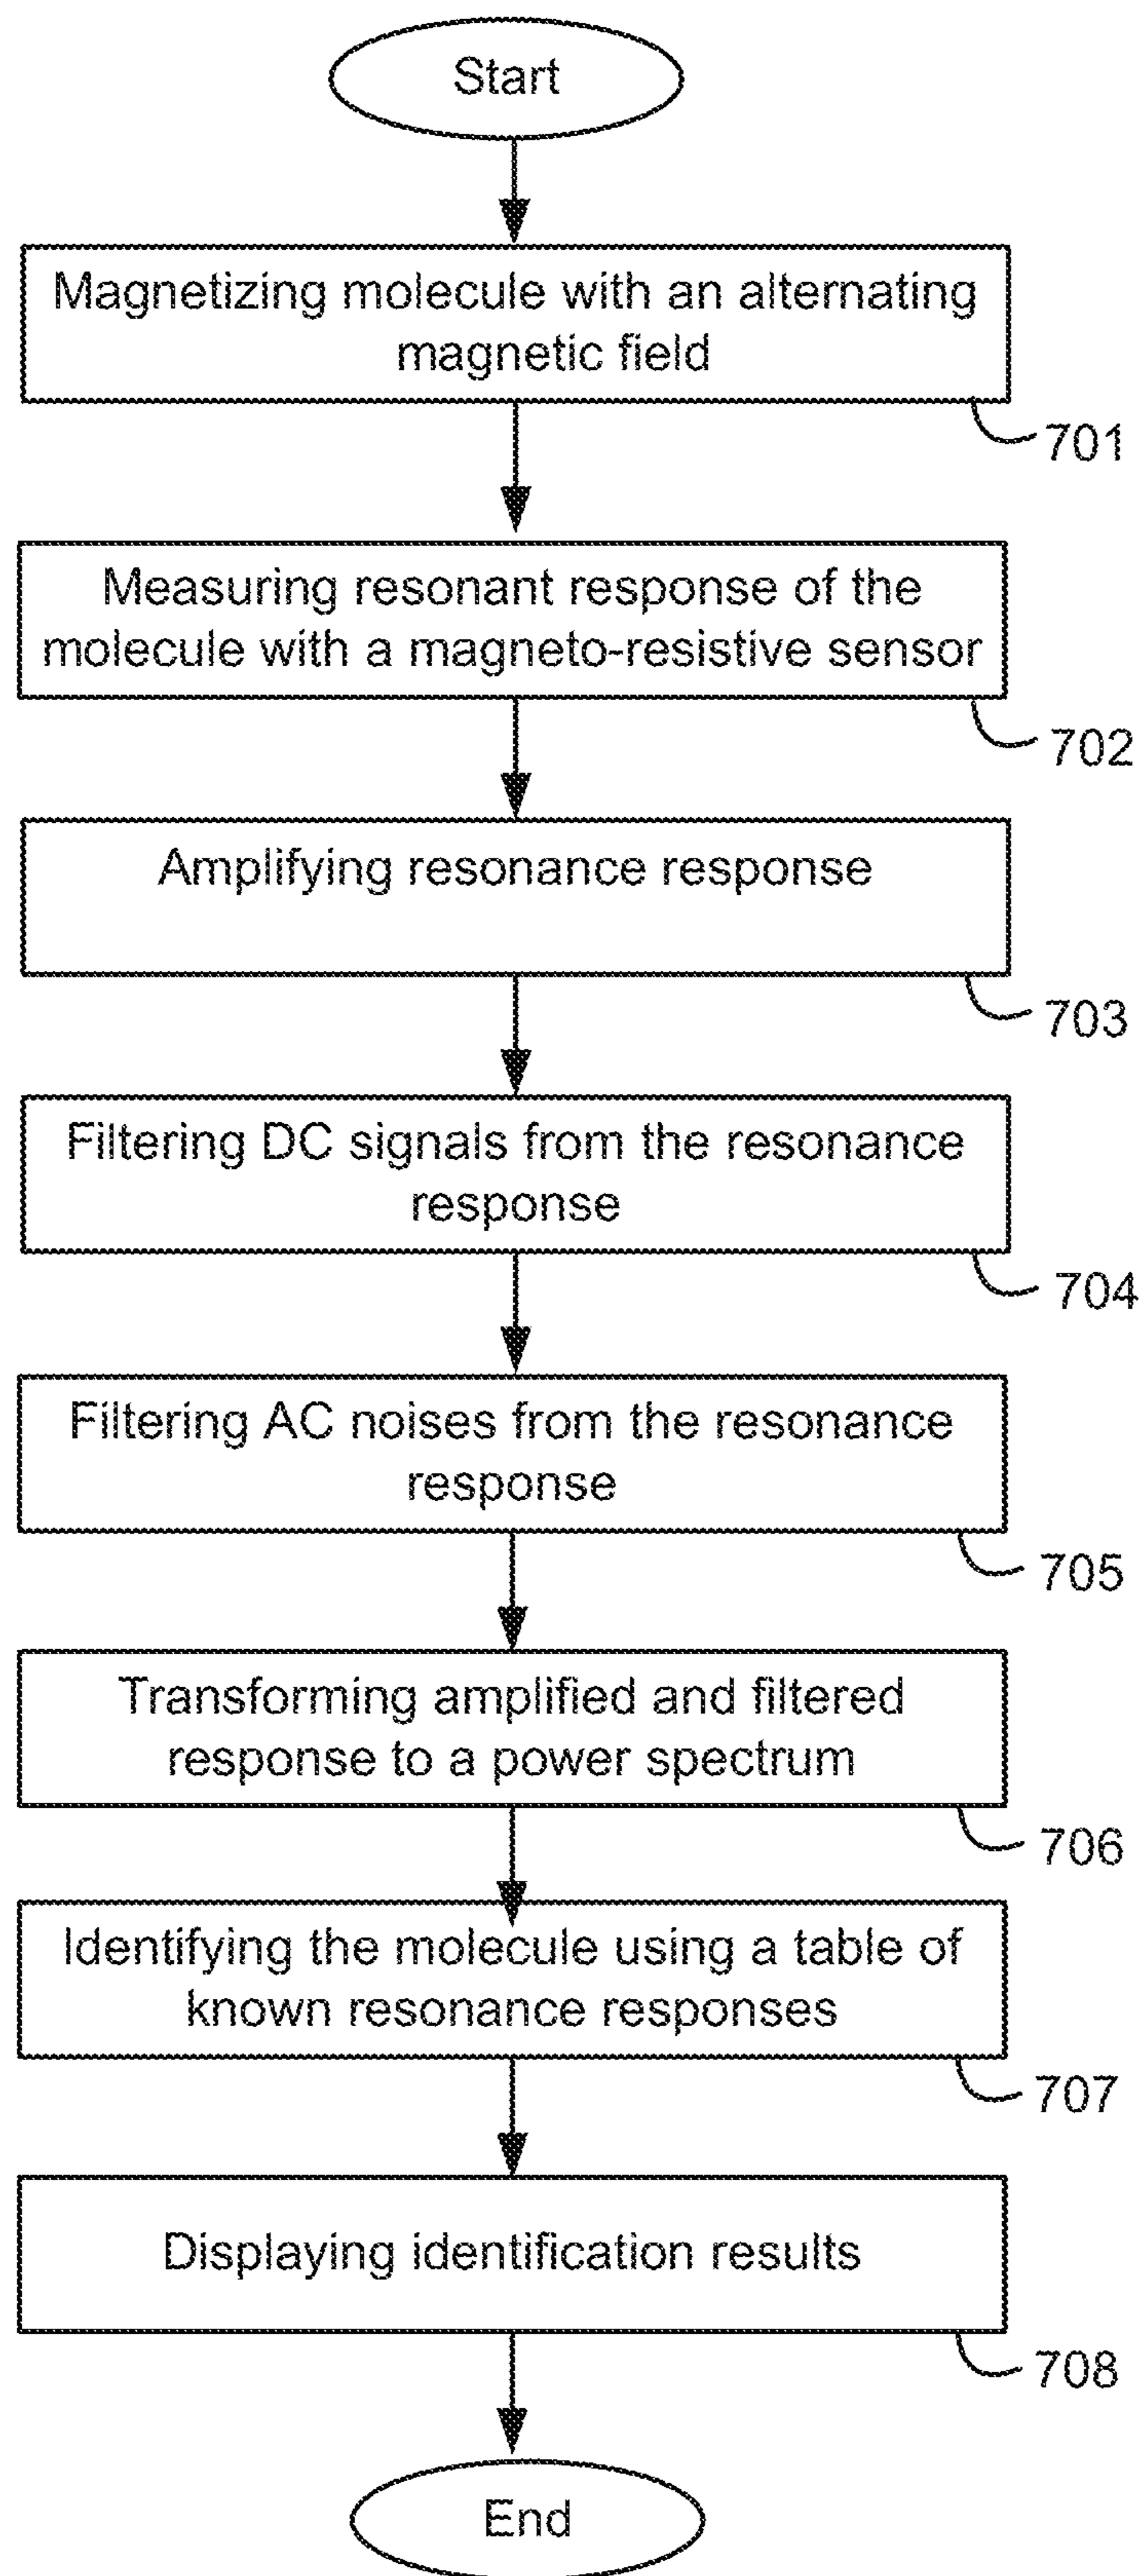 Start
Magnetizing molecule with an alternating
magnetic field
701
Measuring resonant response of the
molecule with a magneto-resistive sensor
702
Amplifying resonance response
703
Filtering DC signals from the resonance
response
704
Filtering AC noises from the resonance
response
705
Transforming amplified and filtered
response to a power spectrum
706
Identifying the molecule using a table of
known resonance responses
707
Displaying identification results
708
End